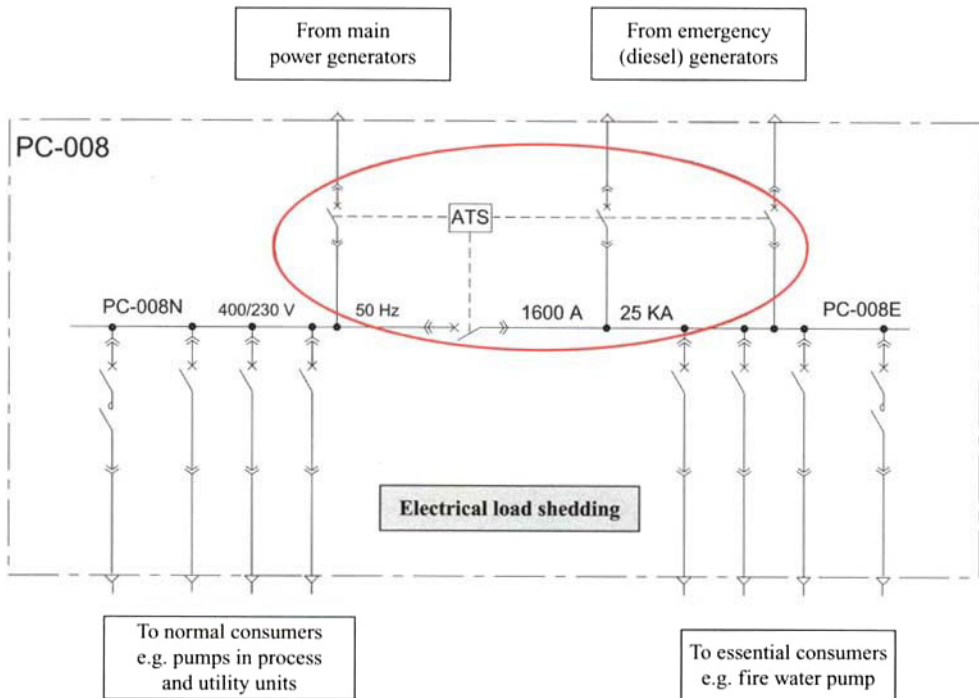 From main
power generators
From emergency
(diesel) generators
PC-008
ATS
PC-008N
400/230 V
50 Hz
1600 A
25 KA
PC-008E
Electrical load shedding
To normal consumers
e.g. pumps in process
and utility units
To essential consumers
e.g. fire water pump